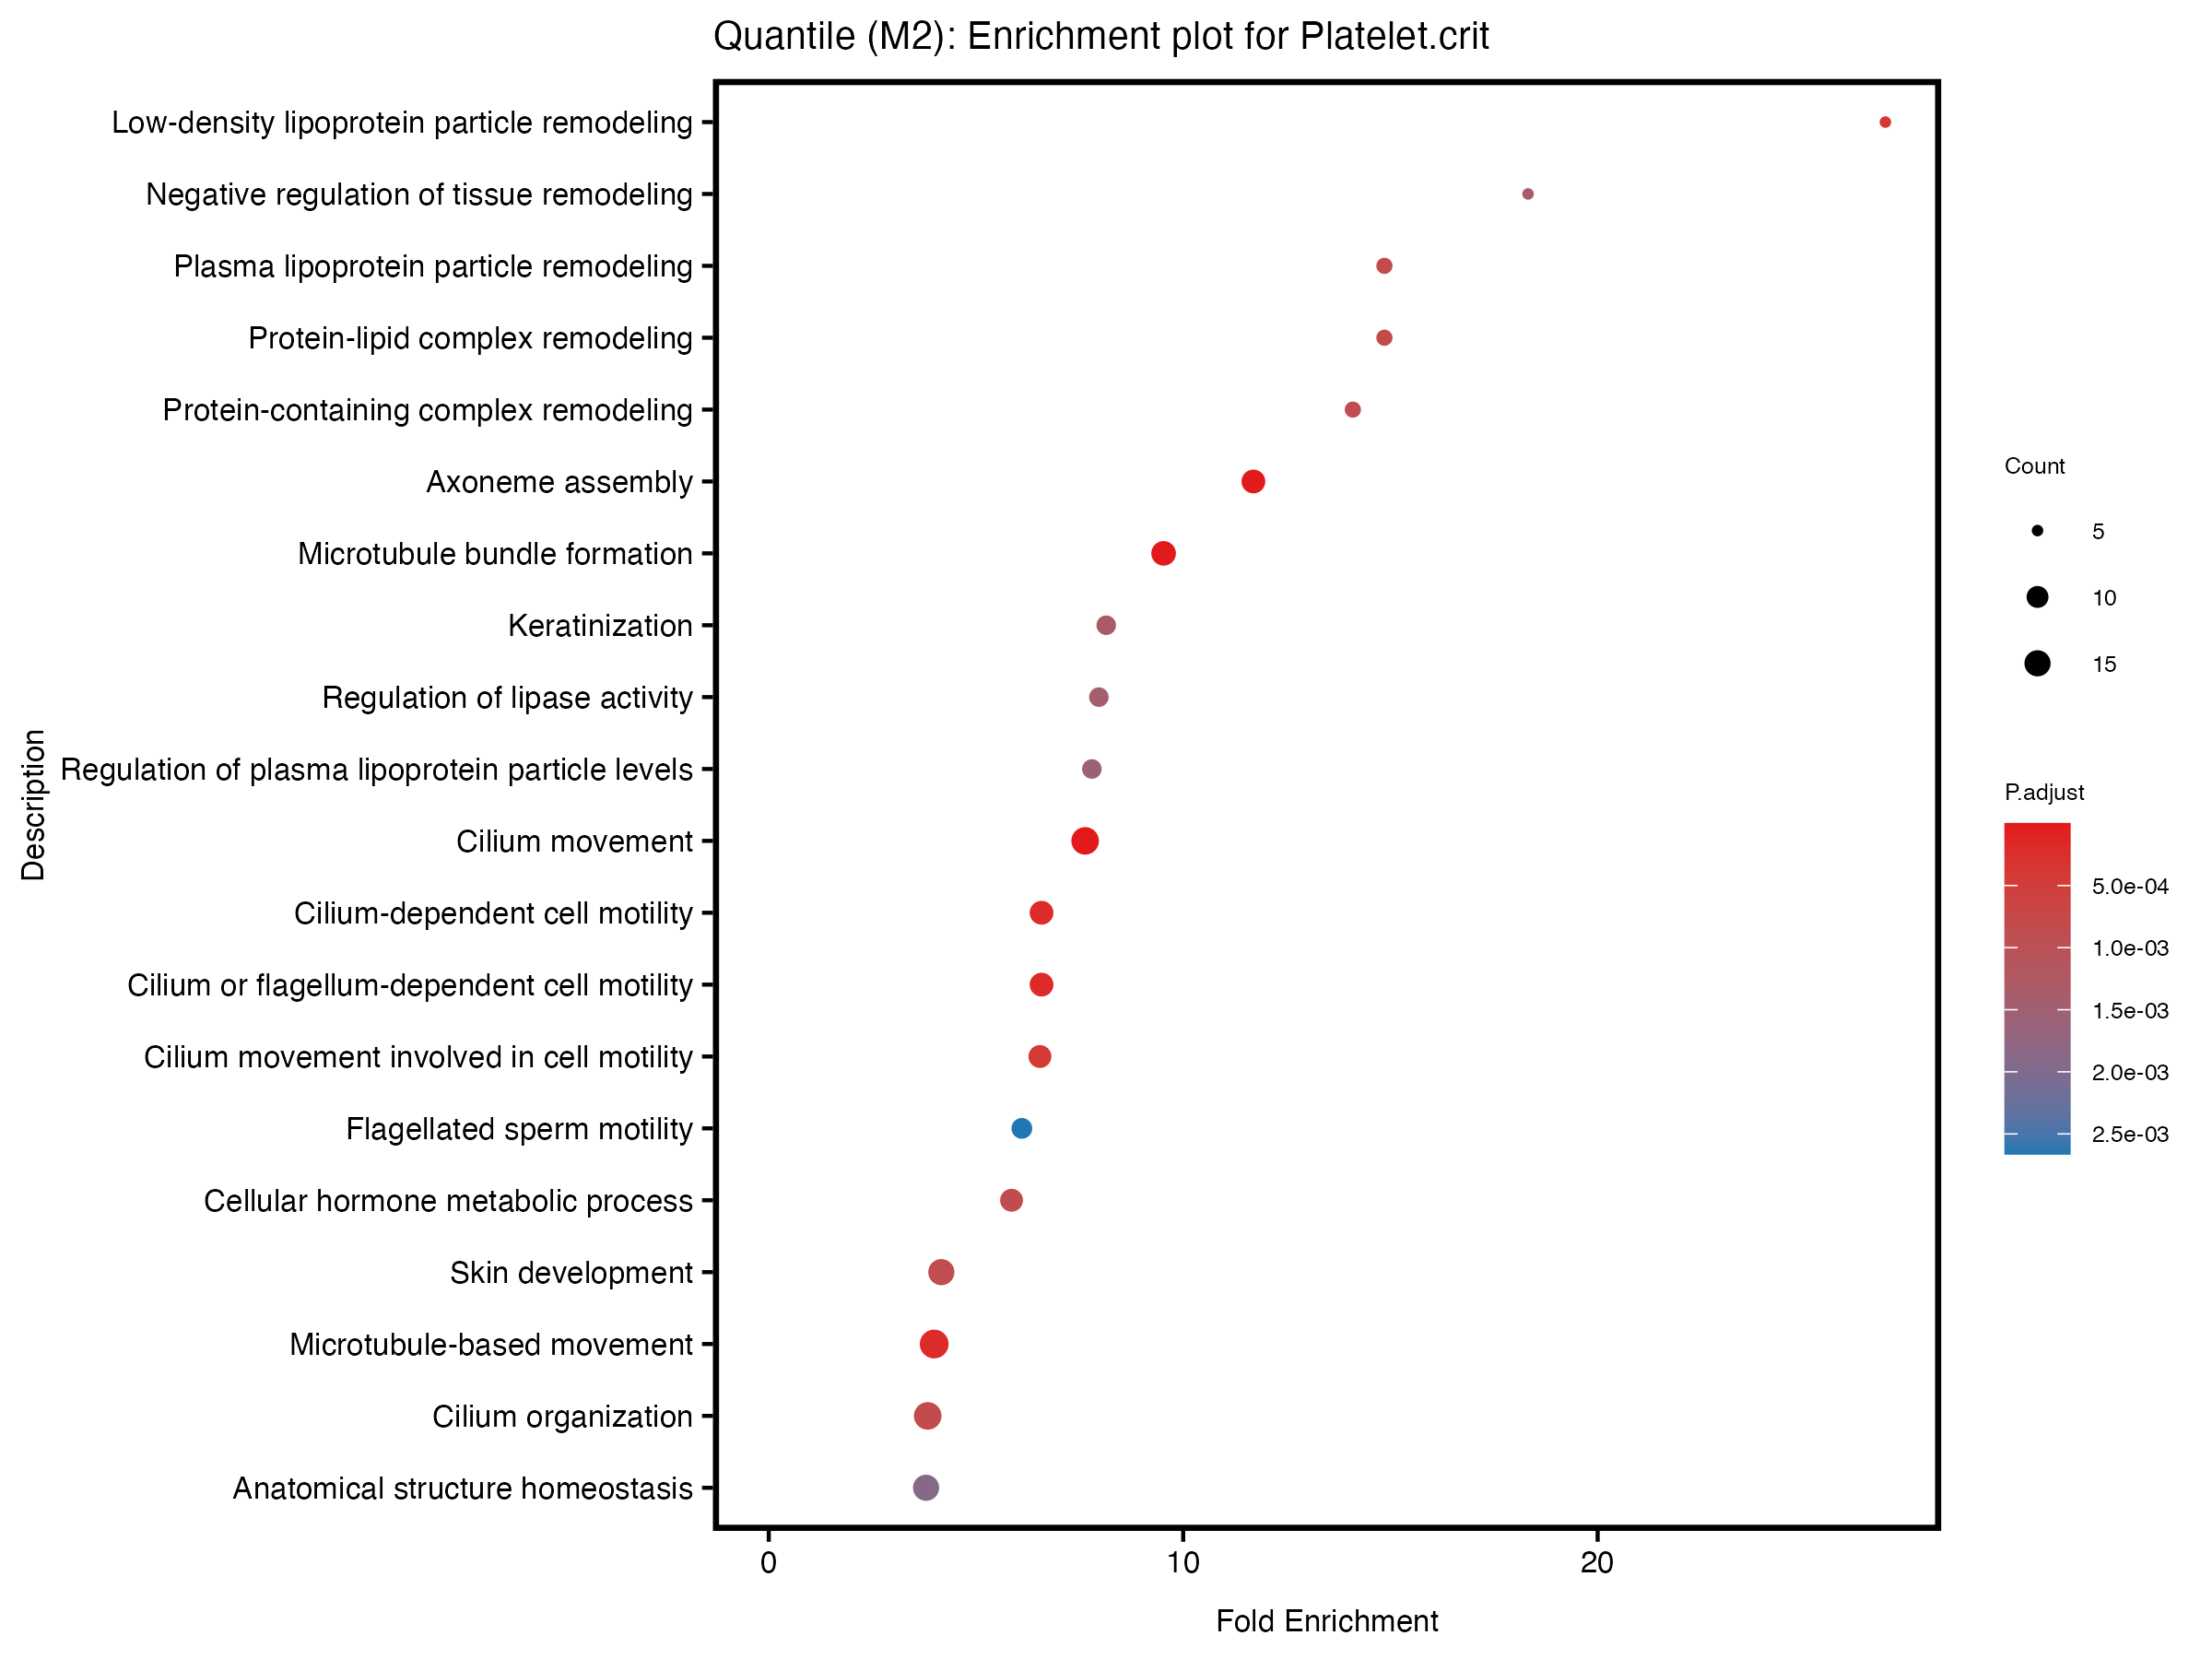 Quantile (M2): Enrichment plot for Platelet.crit
Low-density lipoprotein particle remodeling
Negative regulation of tissue remodeling
Plasma lipoprotein particle remodeling
Protein-lipid complex remodeling
Protein-containing complex remodeling
Axoneme assembly
Microtubule bundle formation
Keratinization
Regulation of lipase activity
Regulation of plasma lipoprotein particle levels
Cilium movement
Cilium-dependent cell motility
Cilium or flagellum-dependent cell motility
Cilium movement involved in cell motility
Flagellated sperm motility
Cellular hormone metabolic process
Skin development
Microtubule-based movement
Cilium organization
Anatomical structure homeostasis
Description
0 10 20
Fold Enrichment
Count
5
10
15
P.adjust
5.0e-04
1.0e-03
1.5e-03
2.0e-03
2.5e-03